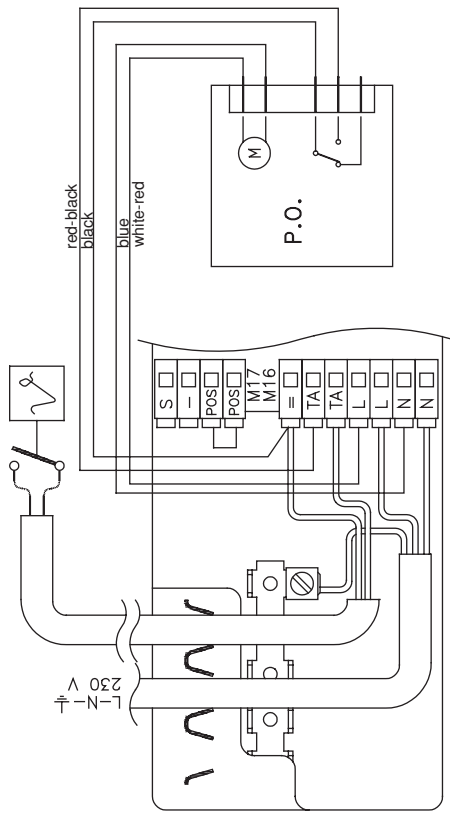 red-black
black
blue
white-red
M
P.O.
S
–
POS
POS
M17
M16
=
TA
TA
L
L
N
N
L–N–⏚
230 V